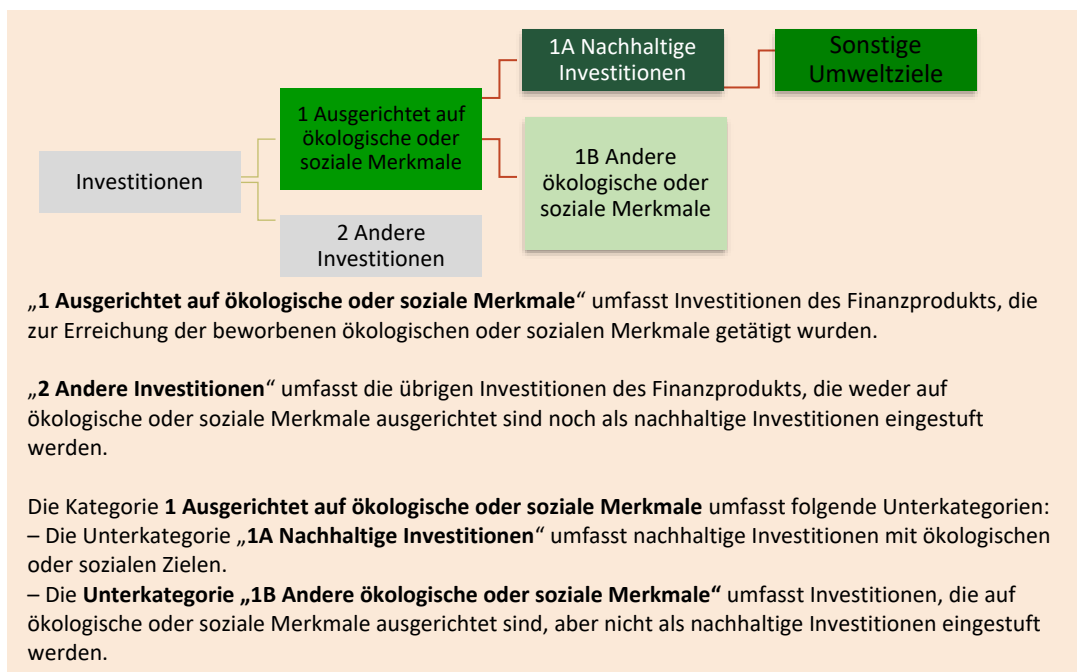 1A Nachhaltige
Investitionen
Sonstige
Umweltziele
1 Ausgerichtet auf
ökologische oder
soziale Merkmale
1B Andere
ökologische oder
soziale Merkmale
Investitionen
2 Andere
Investitionen
„1 Ausgerichtet auf ökologische oder soziale Merkmale“ umfasst Investitionen des Finanzprodukts, die
zur Erreichung der beworbenen ökologischen oder sozialen Merkmale getätigt wurden.
„2 Andere Investitionen“ umfasst die übrigen Investitionen des Finanzprodukts, die weder auf
ökologische oder soziale Merkmale ausgerichtet sind noch als nachhaltige Investitionen eingestuft
werden.
Die Kategorie 1 Ausgerichtet auf ökologische oder soziale Merkmale umfasst folgende Unterkategorien:
– Die Unterkategorie „1A Nachhaltige Investitionen“ umfasst nachhaltige Investitionen mit ökologischen
oder sozialen Zielen.
– Die Unterkategorie „1B Andere ökologische oder soziale Merkmale“ umfasst Investitionen, die auf
ökologische oder soziale Merkmale ausgerichtet sind, aber nicht als nachhaltige Investitionen eingestuft
werden.